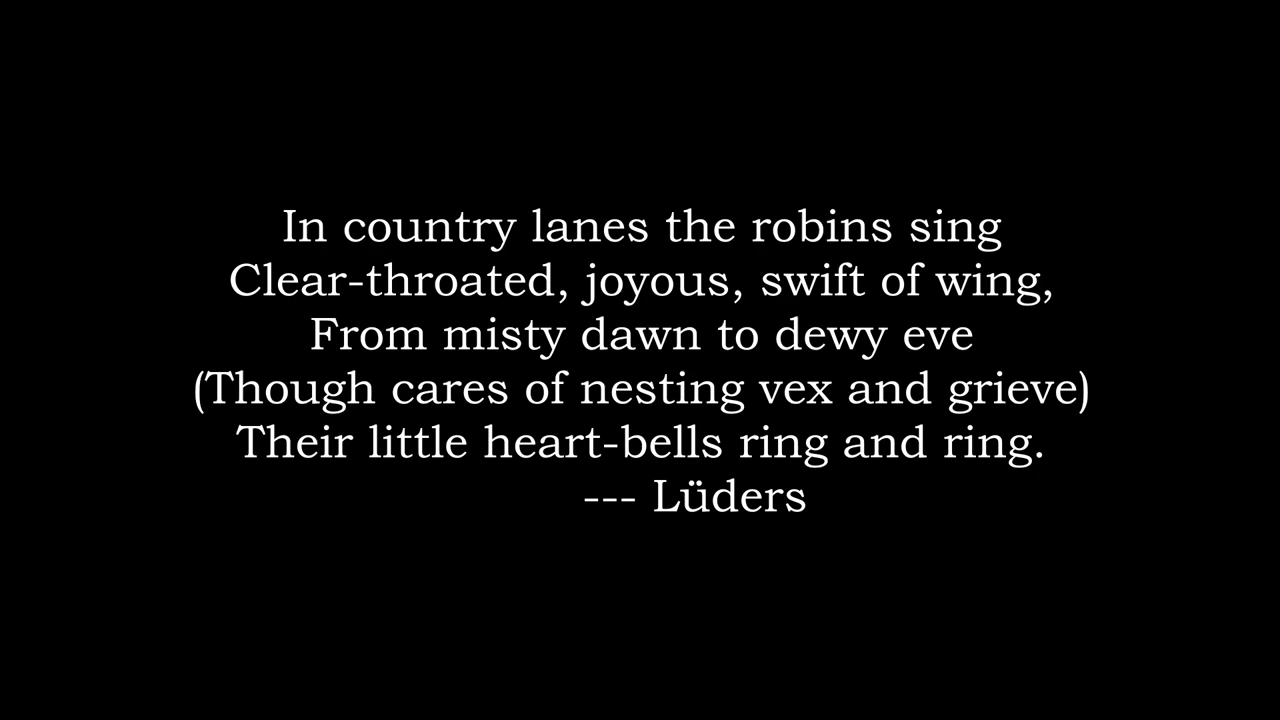 In country lanes the robins sing
Clear-throated, joyous, swift of wing,
From misty dawn to dewy eve
(Though cares of nesting vex and grieve)
Their little heart-bells ring and ring.
--- Lüders